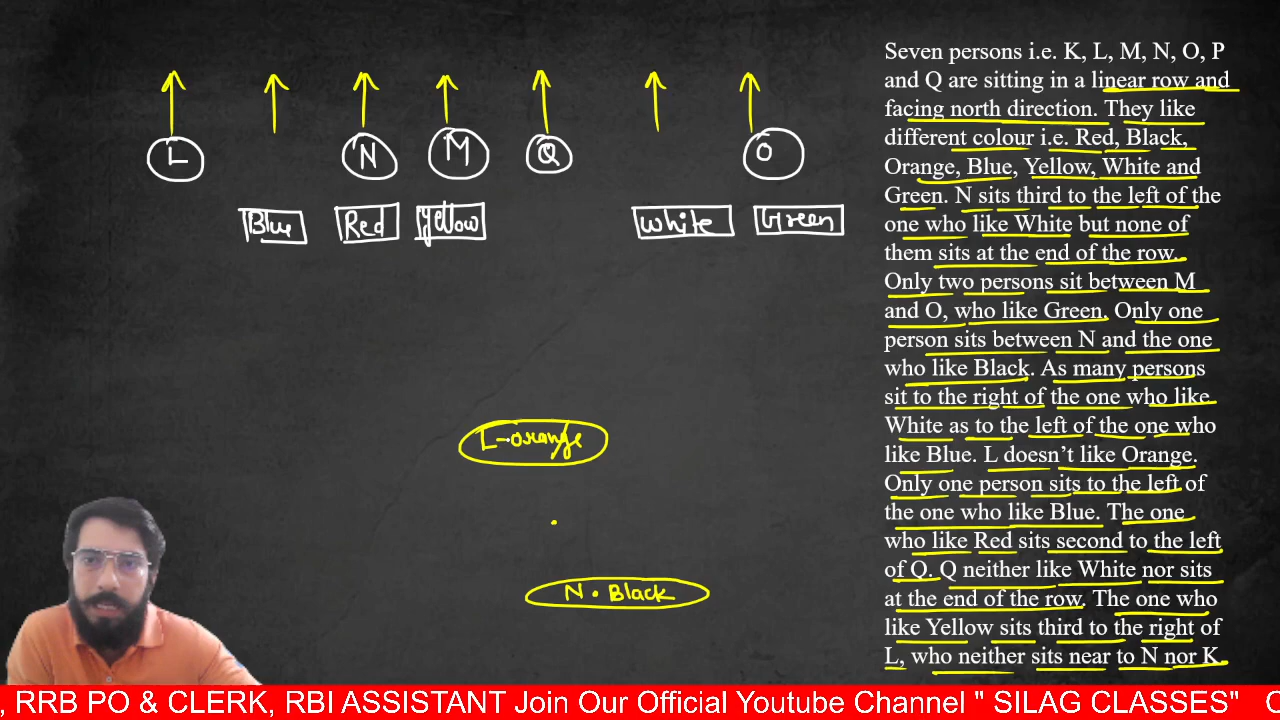 L N M Q O
Blue Red Yellow White Green
L-orange
N . Black
Seven persons i.e. K, L, M, N, O, P
and Q are sitting in a linear row and
facing north direction. They like
different colour i.e. Red, Black,
Orange, Blue, Yellow, White and
Green. N sits third to the left of the
one who like White but none of
them sits at the end of the row.
Only two persons sit between M
and O, who like Green. Only one
person sits between N and the one
who like Black. As many persons
sit to the right of the one who like
White as to the left of the one who
like Blue. L doesn’t like Orange.
Only one person sits to the left of
the one who like Blue. The one
who like Red sits second to the left
of Q. Q neither like White nor sits
at the end of the row. The one who
like Yellow sits third to the right of
L, who neither sits near to N nor K.
, RRB PO & CLERK, RBI ASSISTANT Join Our Official Youtube Channel " SILAG CLASSES"